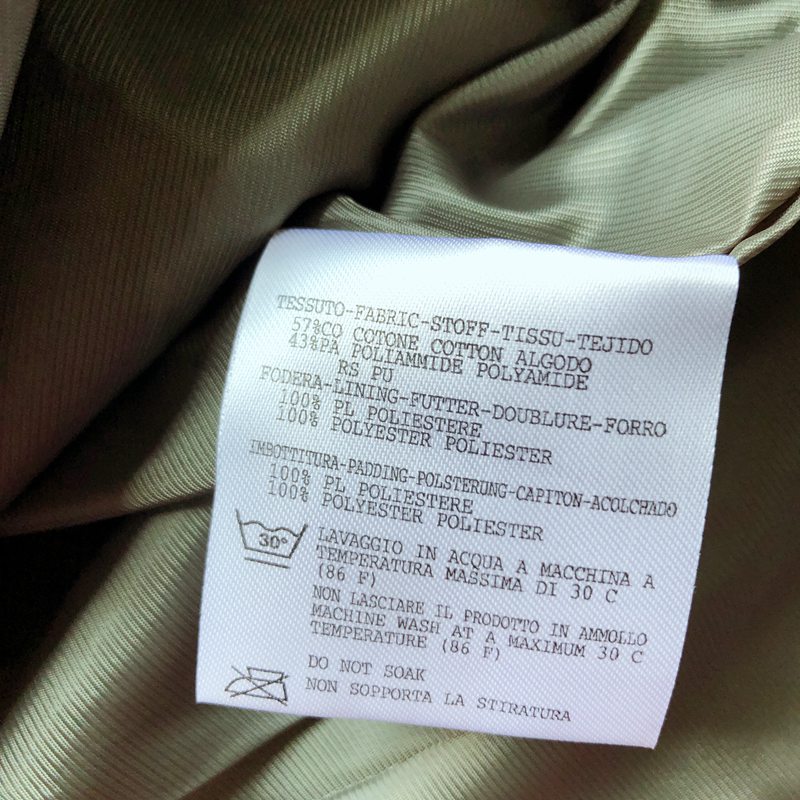 TESSUTO-FABRIC-STOFF-TISSU-TEJIDO
57%CO COTONE COTTON ALGODO
43%PA POLIAMMIDE POLYAMIDE
RS PU
FODERA-LINING-FUTTER-DOUBLURE-FORRO
100% PL POLIESTERE
100% POLYESTER POLIESTER
IMBOTTITURA-PADDING-POLSTERUNG-CAPITON-ACOLCHADO
100% PL POLIESTERE
100% POLYESTER POLIESTER
30°
LAVAGGIO IN ACQUA A MACCHINA A
TEMPERATURA MASSIMA DI 30 C
(86 F)
NON LASCIARE IL PRODOTTO IN AMMOLLO
MACHINE WASH AT A MAXIMUM 30 C
TEMPERATURE (86 F)
DO NOT SOAK
NON SOPPORTA LA STIRATURA